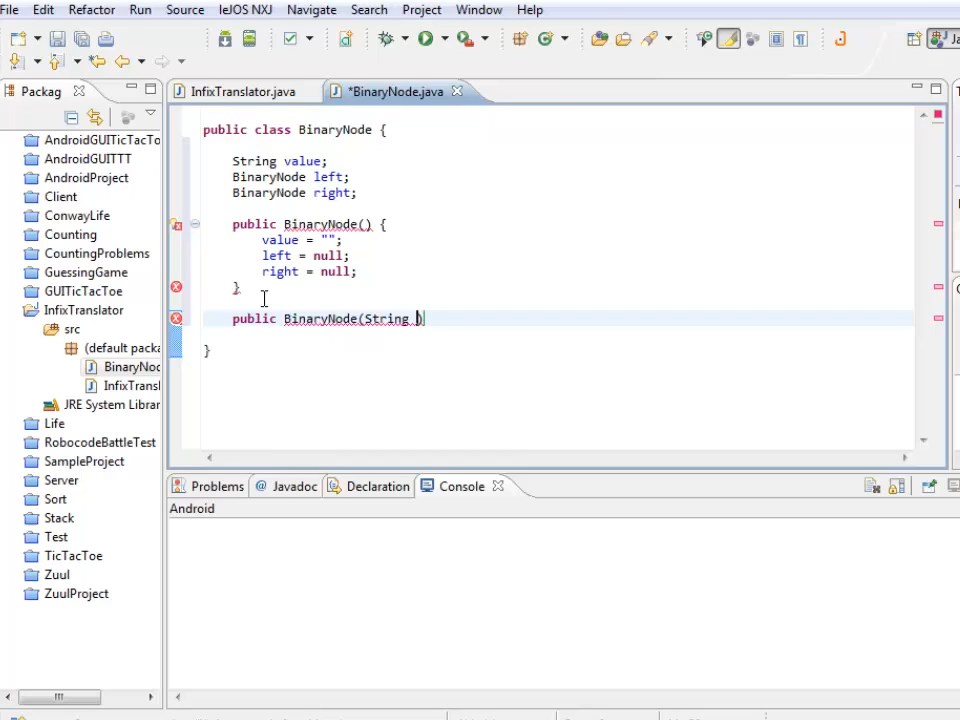 File Edit Refactor Run Source leJOS NXJ Navigate Search Project Window Help
Ja
Packag
InfixTranslator.java
*BinaryNode.java
AndroidGUITicTacTo
AndroidGUITTT
AndroidProject
Client
ConwayLife
Counting
CountingProblems
GuessingGame
GUITicTacToe
InfixTranslator
src
(default packa
BinaryNoc
InfixTransl
JRE System Librar
Life
RobocodeBattleTest
SampleProject
Server
Sort
Stack
Test
TicTacToe
Zuul
ZuulProject
public class BinaryNode {
String value;
BinaryNode left;
BinaryNode right;
public BinaryNode() {
value = "";
left = null;
right = null;
}
public BinaryNode(String )
}
Problems @ Javadoc Declaration Console
Android